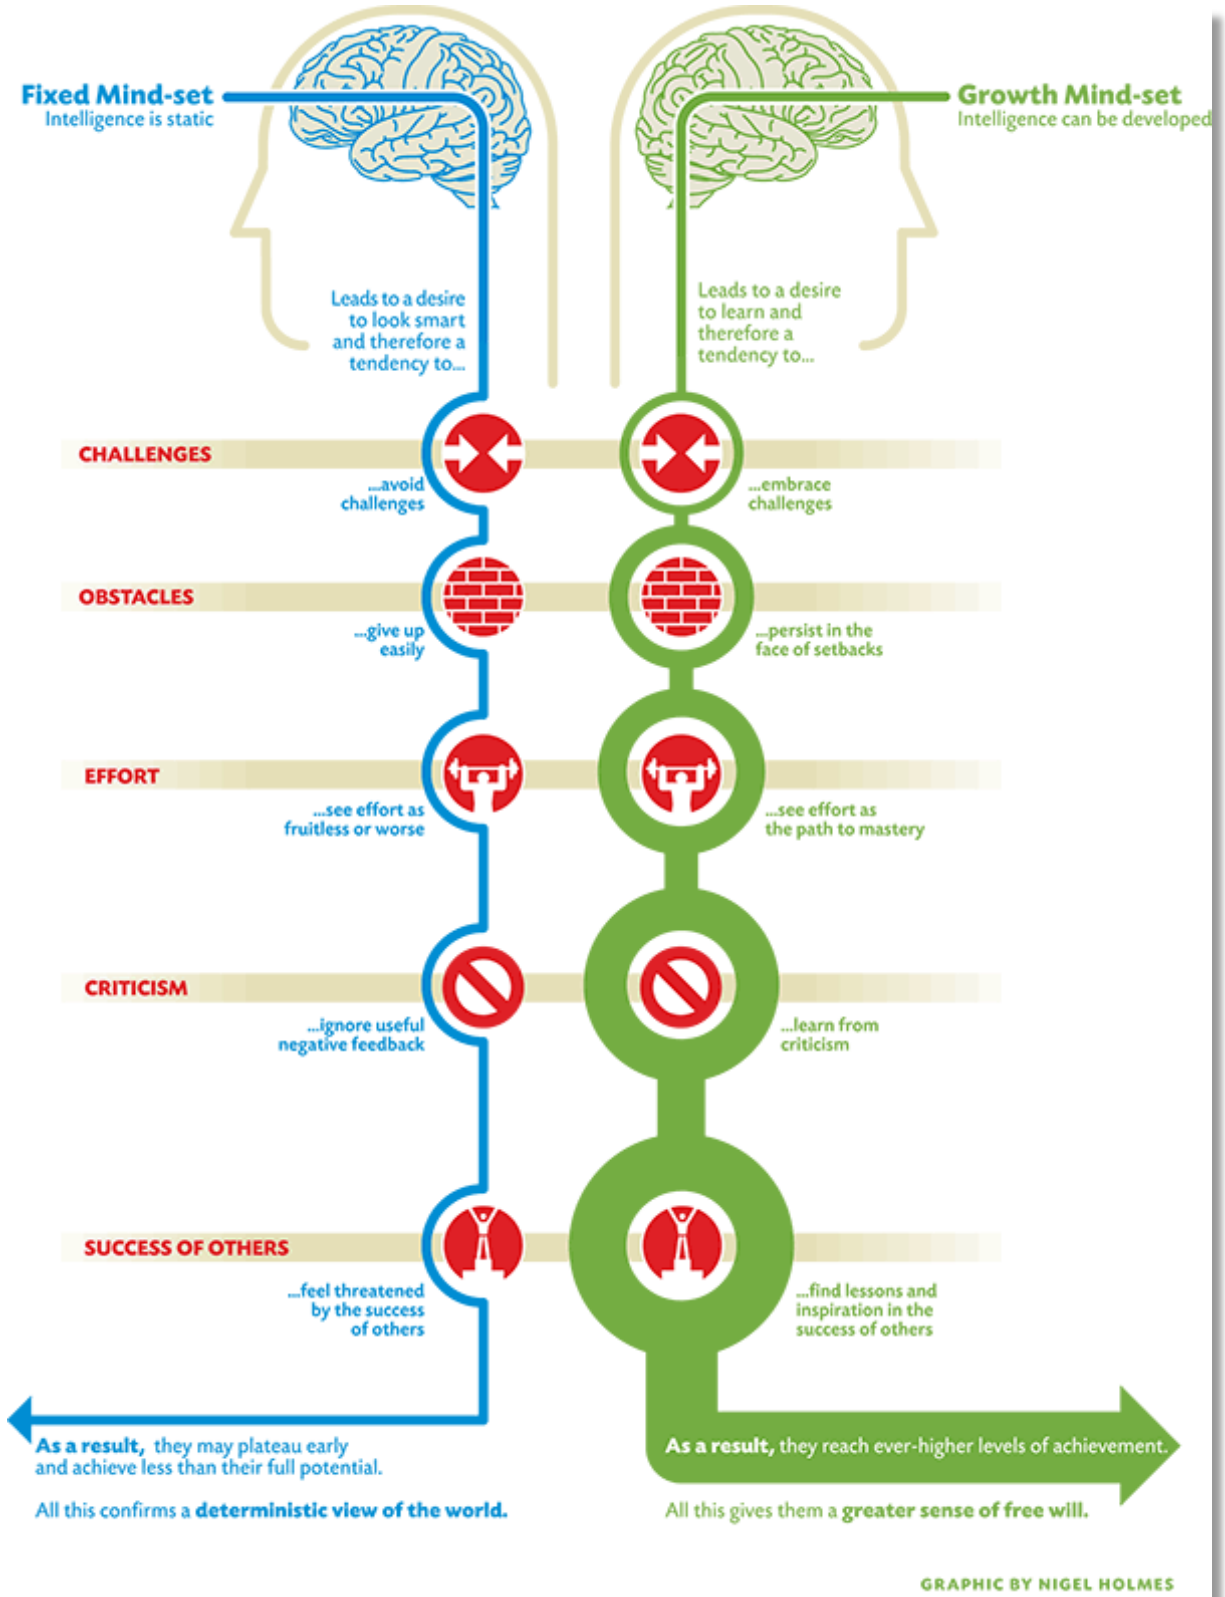 Fixed Mind-set
Intelligence is static
Growth Mind-set
Intelligence can be developed
Leads to a desire
to look smart
and therefore a
tendency to...
Leads to a desire
to learn and
therefore a
tendency to...
CHALLENGES
...avoid
challenges
...embrace
challenges
OBSTACLES
...give up
easily
...persist in the
face of setbacks
EFFORT
...see effort as
fruitless or worse
...see effort as
the path to mastery
CRITICISM
...ignore useful
negative feedback
...learn from
criticism
SUCCESS OF OTHERS
...feel threatened
by the success
of others
...find lessons and
inspiration in the
success of others
As a result, they may plateau early
and achieve less than their full potential.
All this confirms a deterministic view of the world.
As a result, they reach ever-higher levels of achievement.
All this gives them a greater sense of free will.
GRAPHIC BY NIGEL HOLMES